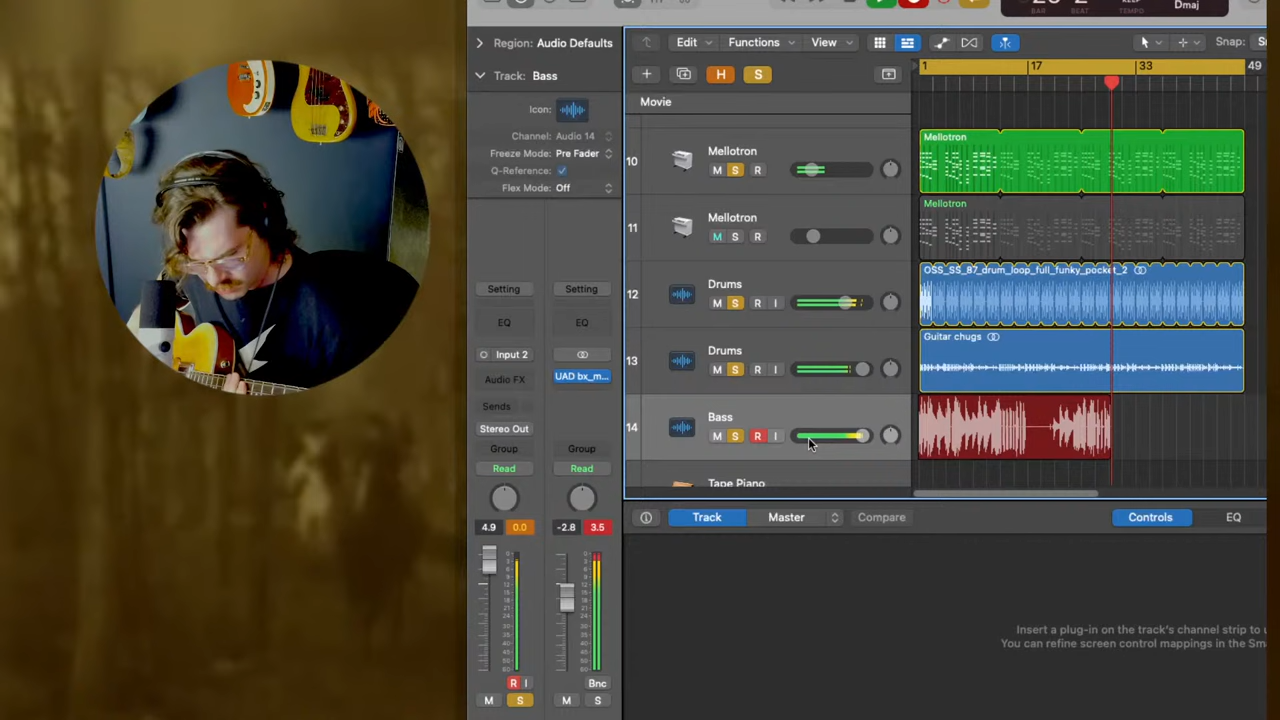 BAR
BEAT
TEMPO
Dmaj
Region: Audio Defaults
Track: Bass
Icon:
Channel: Audio 14
Freeze Mode: Pre Fader
Q-Reference:
Flex Mode: Off
Setting
Setting
EQ
EQ
Input 2
Audio FX
UAD bx_m...
Sends
Stereo Out
Group
Group
Read
Read
4.9
0.0
-2.8
3.5
R I
Bnc
M S
M S
Edit
Functions
View
Snap:
H
S
1
17
33
49
Movie
10
Mellotron
M S R
11
Mellotron
M S R
12
Drums
M S R I
13
Drums
M S R I
14
Bass
M S R I
Tape Piano
Mellotron
Mellotron
OSS_SS_87_drum_loop_full_funky_pocket_2
Guitar chugs
Track
Master
Compare
Controls
EQ
Insert a plug-in on the track's channel strip to
You can refine screen control mappings in the